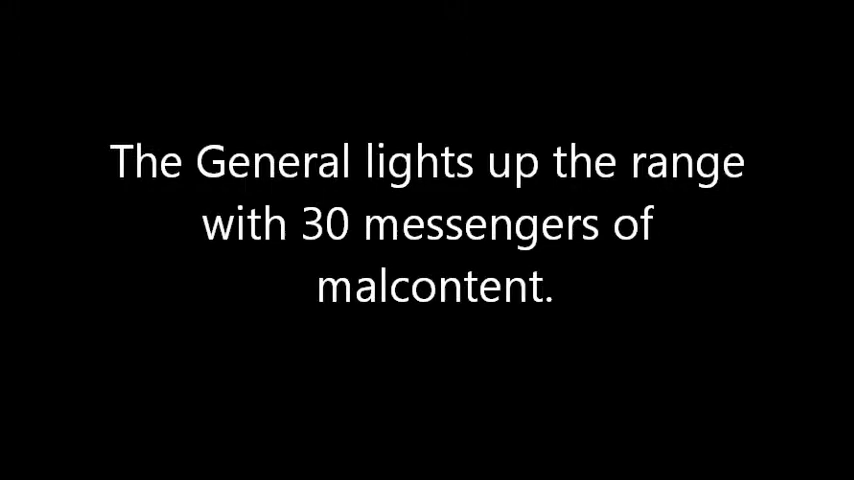 The General lights up the range
with 30 messengers of
malcontent.